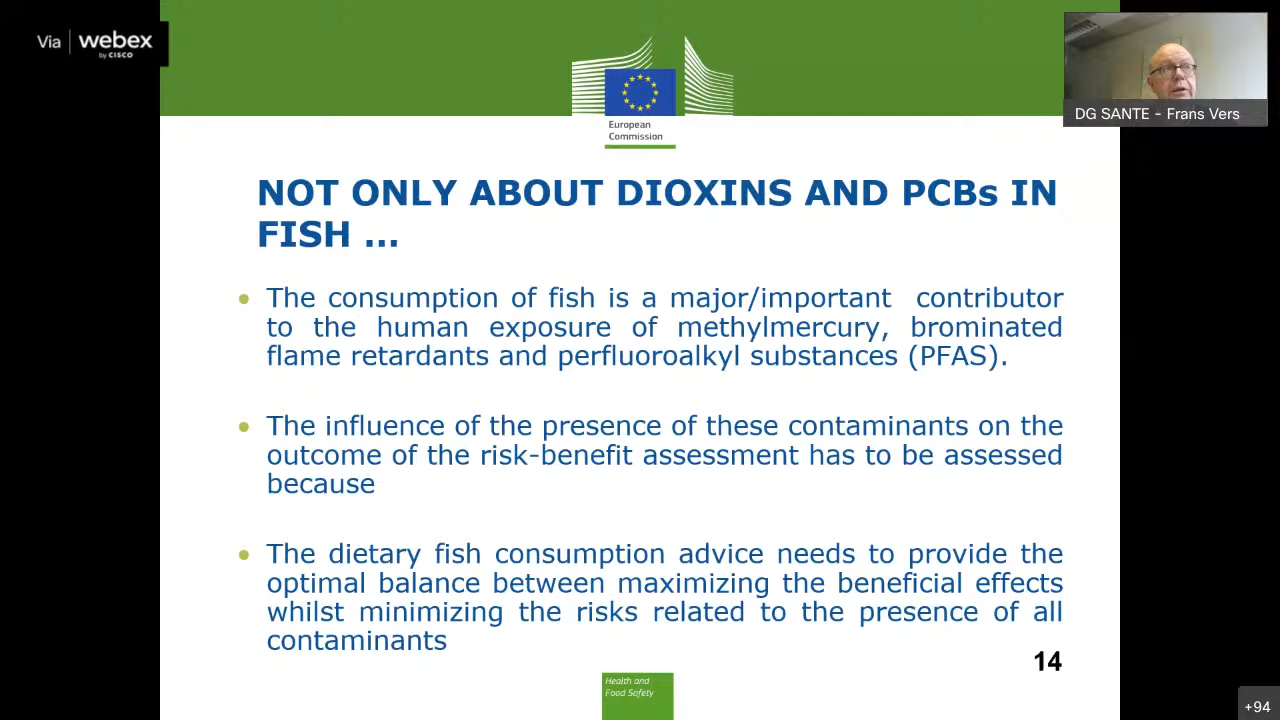 Via webex
by CISCO
DG SANTE - Frans Vers
European
Commission
NOT ONLY ABOUT DIOXINS AND PCBs IN
FISH ...
• The consumption of fish is a major/important contributor
to the human exposure of methylmercury, brominated
flame retardants and perfluoroalkyl substances (PFAS).
• The influence of the presence of these contaminants on the
outcome of the risk-benefit assessment has to be assessed
because
• The dietary fish consumption advice needs to provide the
optimal balance between maximizing the beneficial effects
whilst minimizing the risks related to the presence of all
contaminants
14
Health and
Food Safety
+94